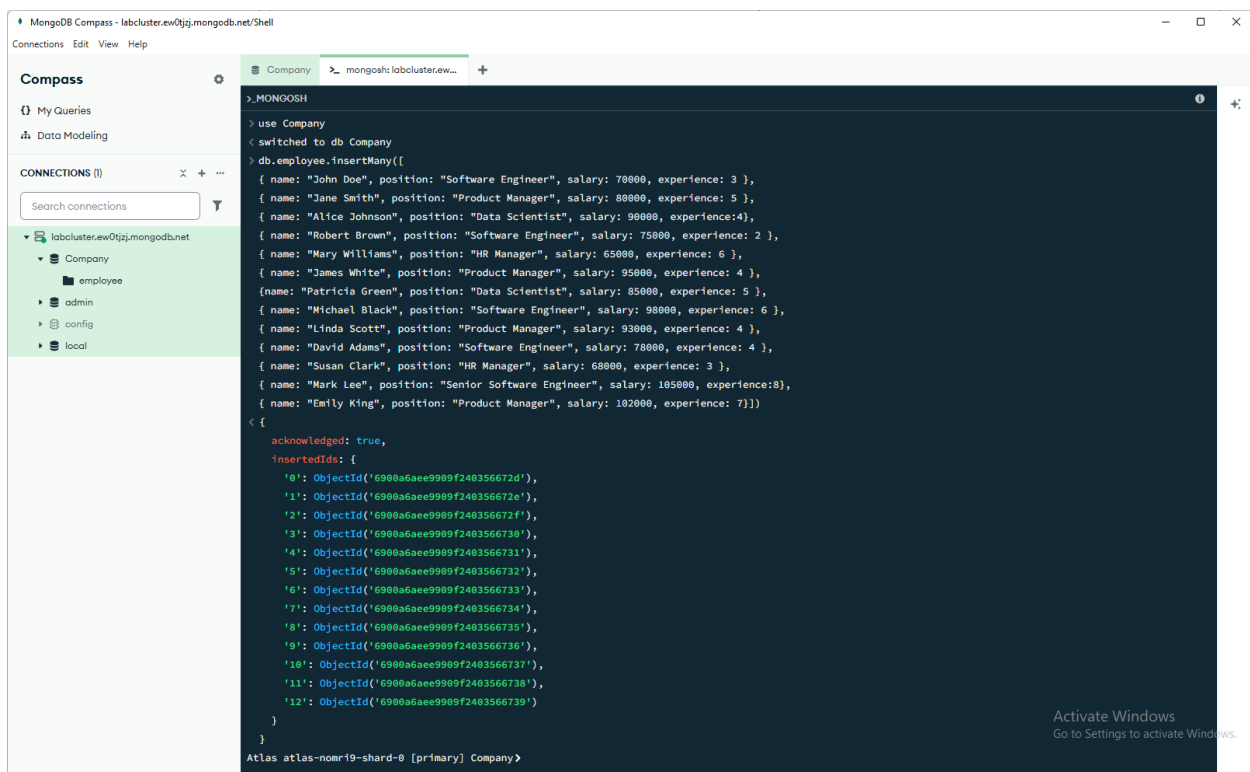 MongoDB Compass - labcluster.ew0tjzj.mongodb.net/Shell
Connections Edit View Help
Compass
{} My Queries
Data Modeling
CONNECTIONS (1)
Search connections
labcluster.ew0tjzj.mongodb.net
Company
employee
admin
config
local
Company
>_ mongosh: labcluster.ew...
>_MONGOSH
> use Company
< switched to db Company
> db.employee.insertMany([
{ name: "John Doe", position: "Software Engineer", salary: 70000, experience: 3 },
{ name: "Jane Smith", position: "Product Manager", salary: 80000, experience: 5 },
{ name: "Alice Johnson", position: "Data Scientist", salary: 90000, experience:4},
{ name: "Robert Brown", position: "Software Engineer", salary: 75000, experience: 2 },
{ name: "Mary Williams", position: "HR Manager", salary: 65000, experience: 6 },
{ name: "James White", position: "Product Manager", salary: 95000, experience: 4 },
{name: "Patricia Green", position: "Data Scientist", salary: 85000, experience: 5 },
{ name: "Michael Black", position: "Software Engineer", salary: 98000, experience: 6 },
{ name: "Linda Scott", position: "Product Manager", salary: 93000, experience: 4 },
{ name: "David Adams", position: "Software Engineer", salary: 78000, experience: 4 },
{ name: "Susan Clark", position: "HR Manager", salary: 68000, experience: 3 },
{ name: "Mark Lee", position: "Senior Software Engineer", salary: 105000, experience:8},
{ name: "Emily King", position: "Product Manager", salary: 102000, experience: 7}])
< {
acknowledged: true,
insertedIds: {
'0': ObjectId('6900a6aee9909f240356672d'),
'1': ObjectId('6900a6aee9909f240356672e'),
'2': ObjectId('6900a6aee9909f240356672f'),
'3': ObjectId('6900a6aee9909f2403566730'),
'4': ObjectId('6900a6aee9909f2403566731'),
'5': ObjectId('6900a6aee9909f2403566732'),
'6': ObjectId('6900a6aee9909f2403566733'),
'7': ObjectId('6900a6aee9909f2403566734'),
'8': ObjectId('6900a6aee9909f2403566735'),
'9': ObjectId('6900a6aee9909f2403566736'),
'10': ObjectId('6900a6aee9909f2403566737'),
'11': ObjectId('6900a6aee9909f2403566738'),
'12': ObjectId('6900a6aee9909f2403566739')
}
}
Atlas atlas-nomri9-shard-0 [primary] Company>
Activate Windows
Go to Settings to activate Windows.